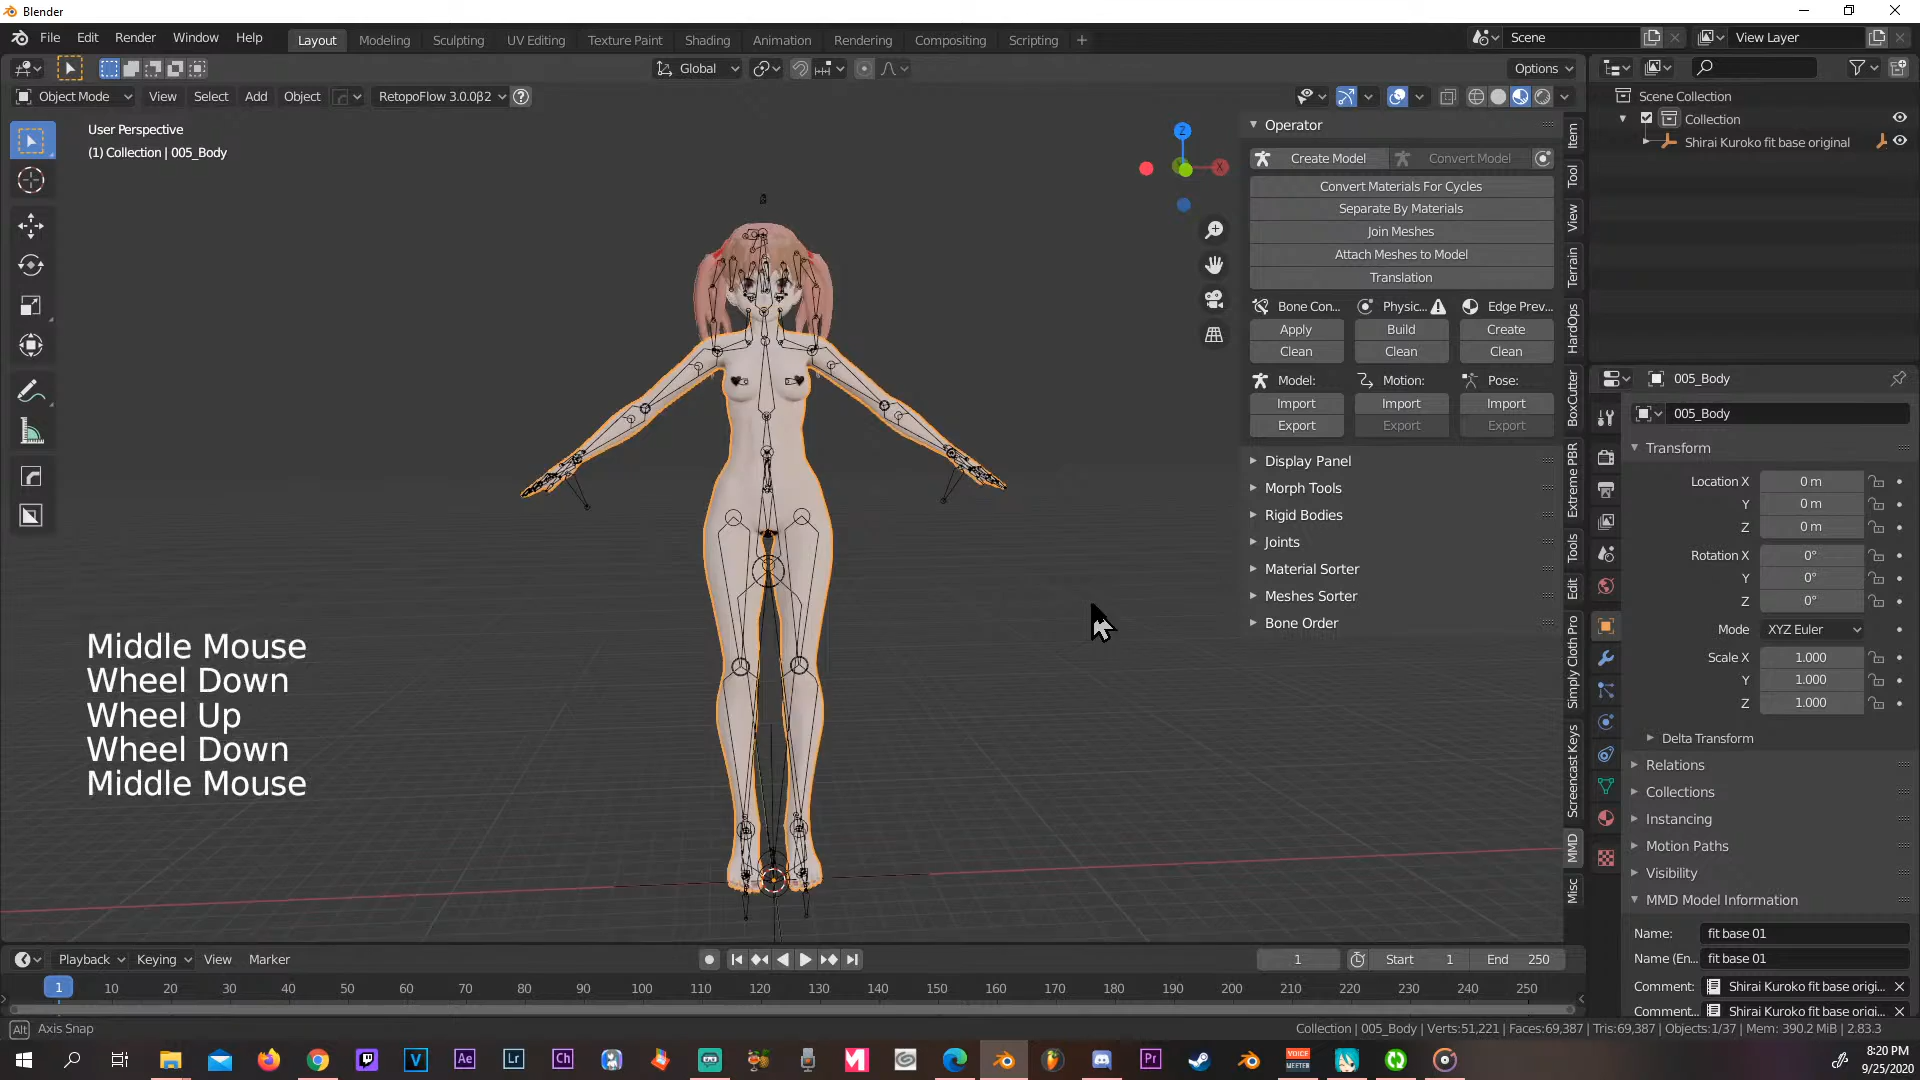 Blender
File Edit Render Window Help Layout Modeling Sculpting UV Editing Texture Paint Shading Animation Rendering Compositing Scripting + Scene View Layer
Global Options
Object Mode View Select Add Object RetopoFlow 3.0.0β2 ?
User Perspective
(1) Collection | 005_Body
Z
X
Middle Mouse
Wheel Down
Wheel Up
Wheel Down
Middle Mouse
Operator
Create Model Convert Model
Convert Materials For Cycles
Separate By Materials
Join Meshes
Attach Meshes to Model
Translation
Bone Con... Physic... Edge Prev...
Apply Build Create
Clean Clean Clean
Model: Motion: Pose:
Import Import Import
Export Export Export
Display Panel
Morph Tools
Rigid Bodies
Joints
Material Sorter
Meshes Sorter
Bone Order
Item
Tool
View
Terrain
HardOps
BoxCutter
Extreme PBR
Tools
Edit
Simply Cloth Pro
Screencast Keys
MMD
Misc
Scene Collection
Collection
Shirai Kuroko fit base original
005_Body
005_Body
Transform
Location X 0 m
Y 0 m
Z 0 m
Rotation X 0°
Y 0°
Z 0°
Mode XYZ Euler
Scale X 1.000
Y 1.000
Z 1.000
Delta Transform
Relations
Collections
Instancing
Motion Paths
Visibility
MMD Model Information
Name: fit base 01
Name (En... fit base 01
Comment: Shirai Kuroko fit base origi...
Comment... Shirai Kuroko fit base origi...
Playback Keying View Marker 1 Start 1 End 250
1 10 20 30 40 50 60 70 80 90 100 110 120 130 140 150 160 170 180 190 200 210 220 230 240 250
Alt Axis Snap
Collection | 005_Body | Verts:51,221 | Faces:69,387 | Tris:69,387 | Objects:1/37 | Mem: 390.2 MiB | 2.83.3
V Ae Lr Ch M Pr VOICE MEETER
8:20 PM
9/25/2020